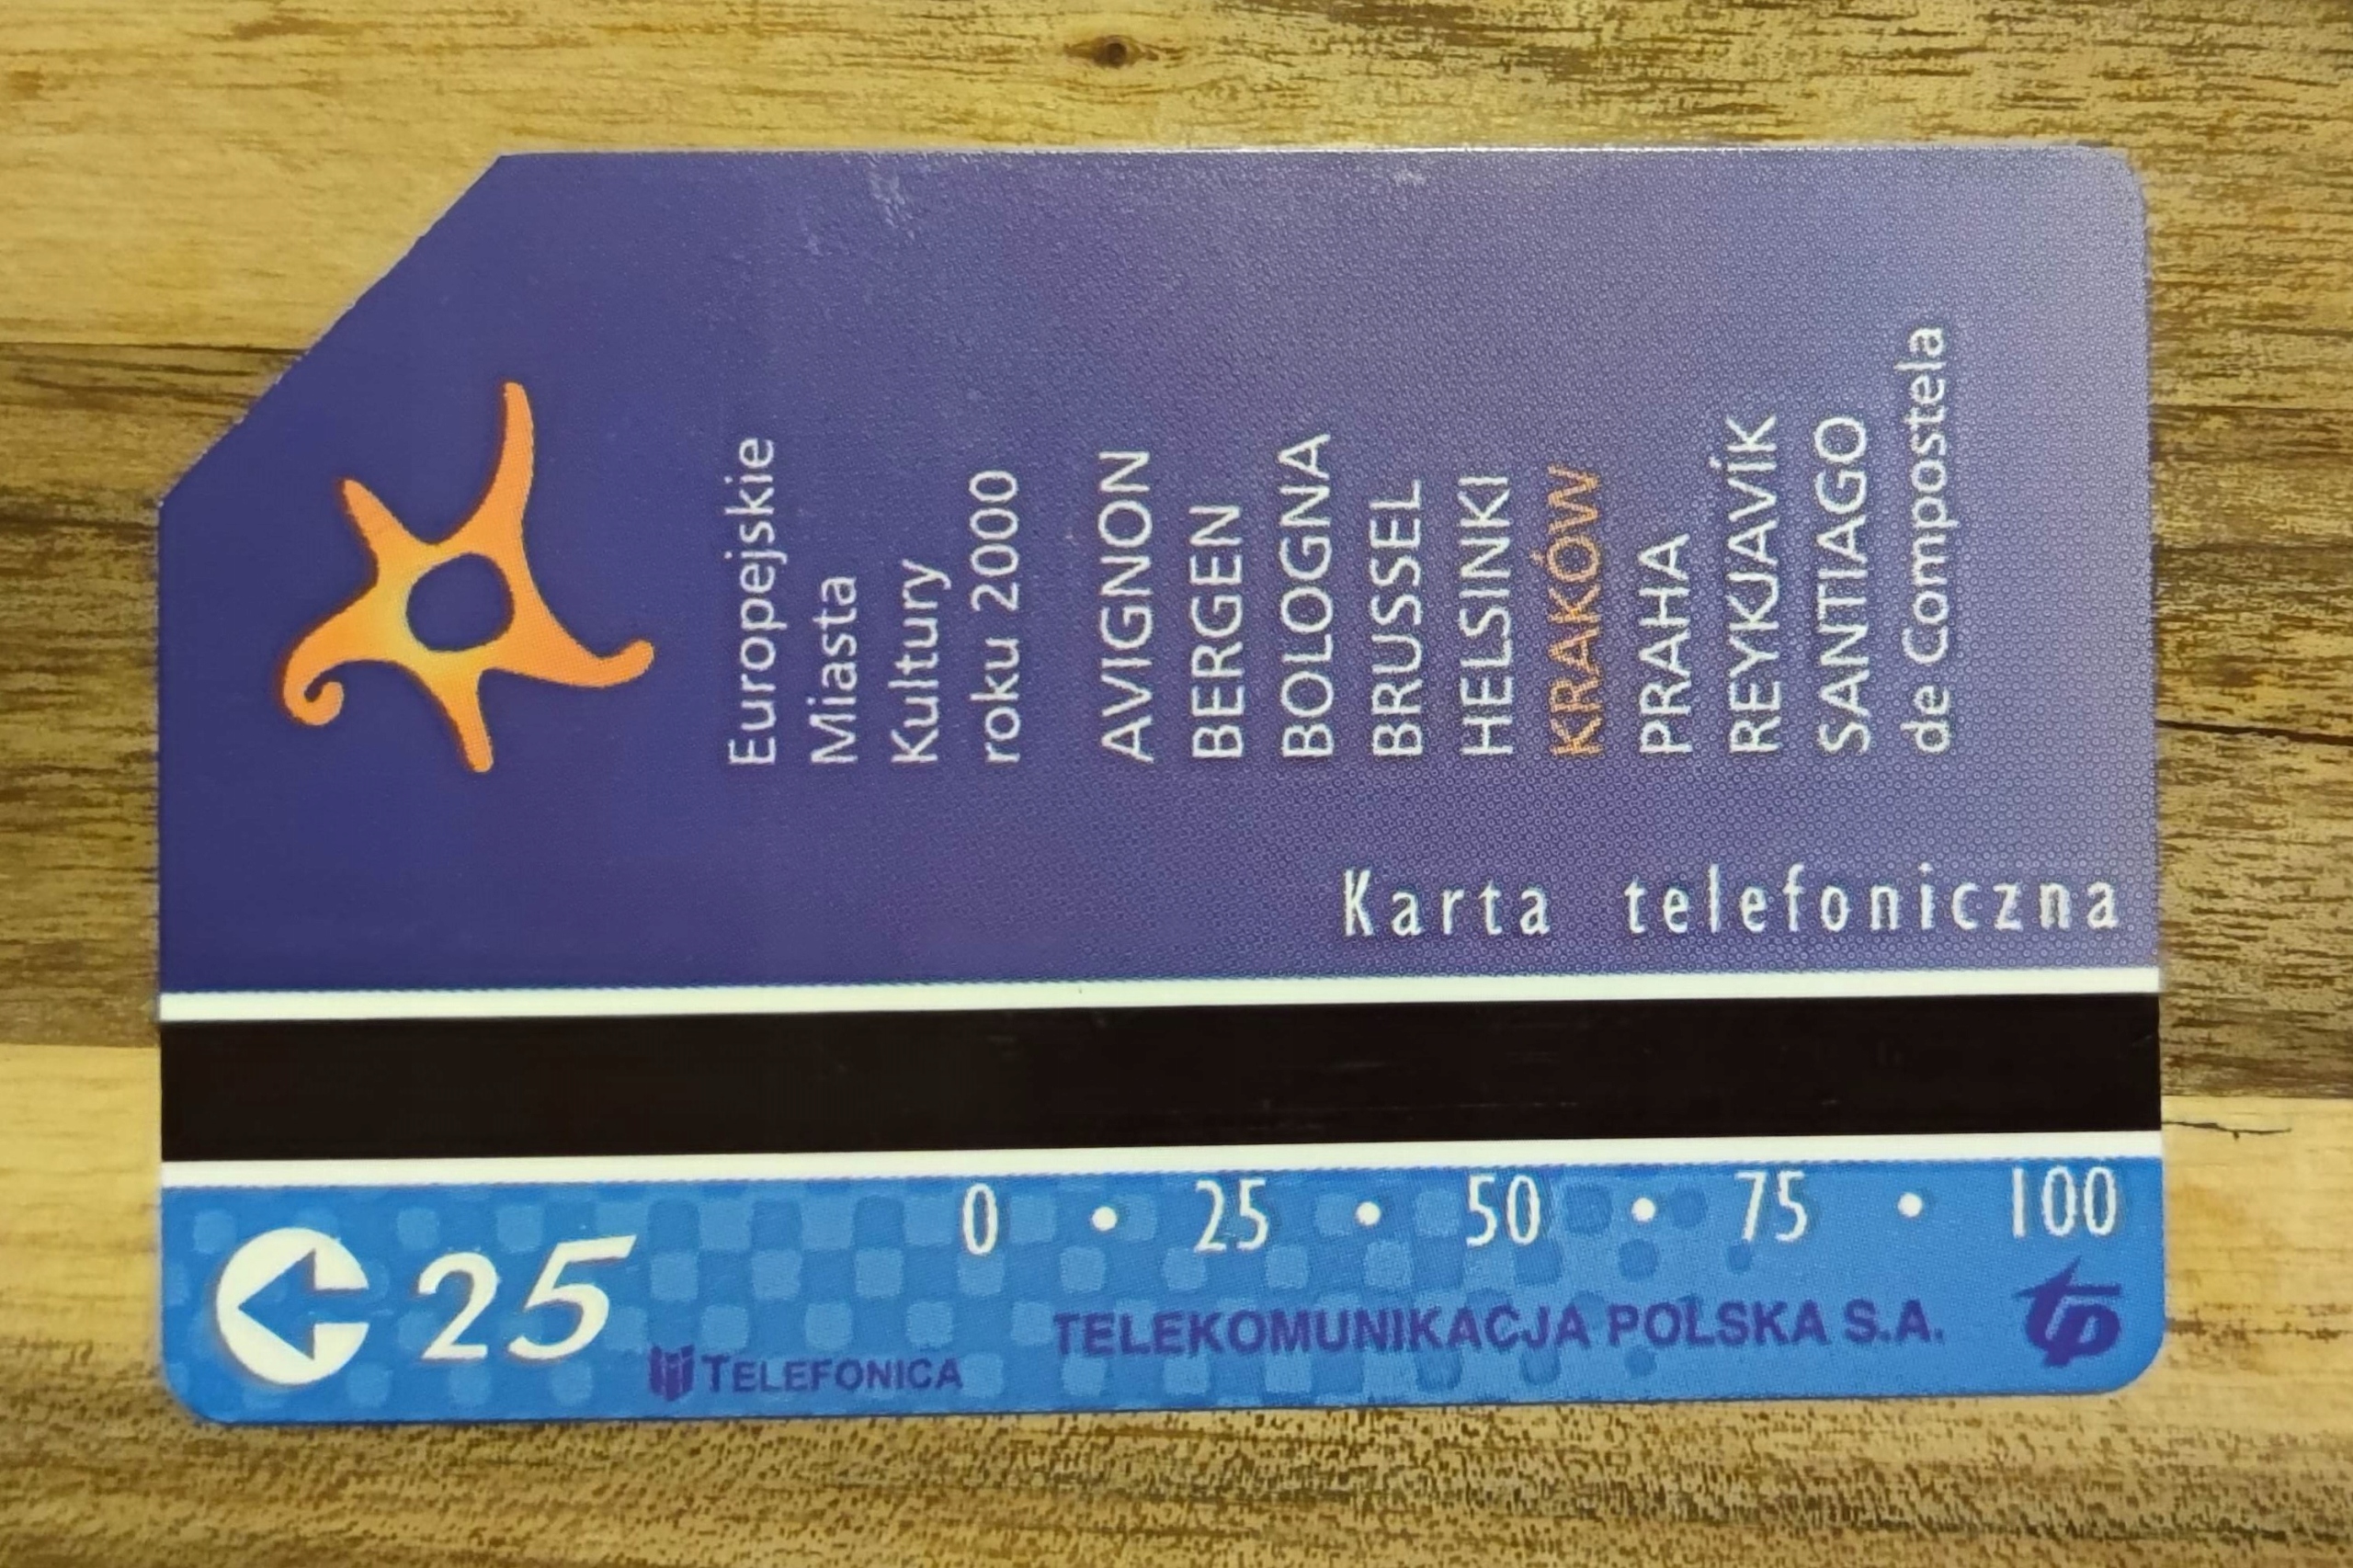 Europejskie
Miasta
Kultury
roku 2000
AVIGNON
BERGEN
BOLOGNA
BRUSSEL
HELSINKI
KRAKÓW
PRAHA
REYKJAVÍK
SANTIAGO
de Compostela
Karta telefoniczna
0 • 25 • 50 • 75 • 100
25
TELEFONICA
TELEKOMUNIKACJA POLSKA S.A.
tp